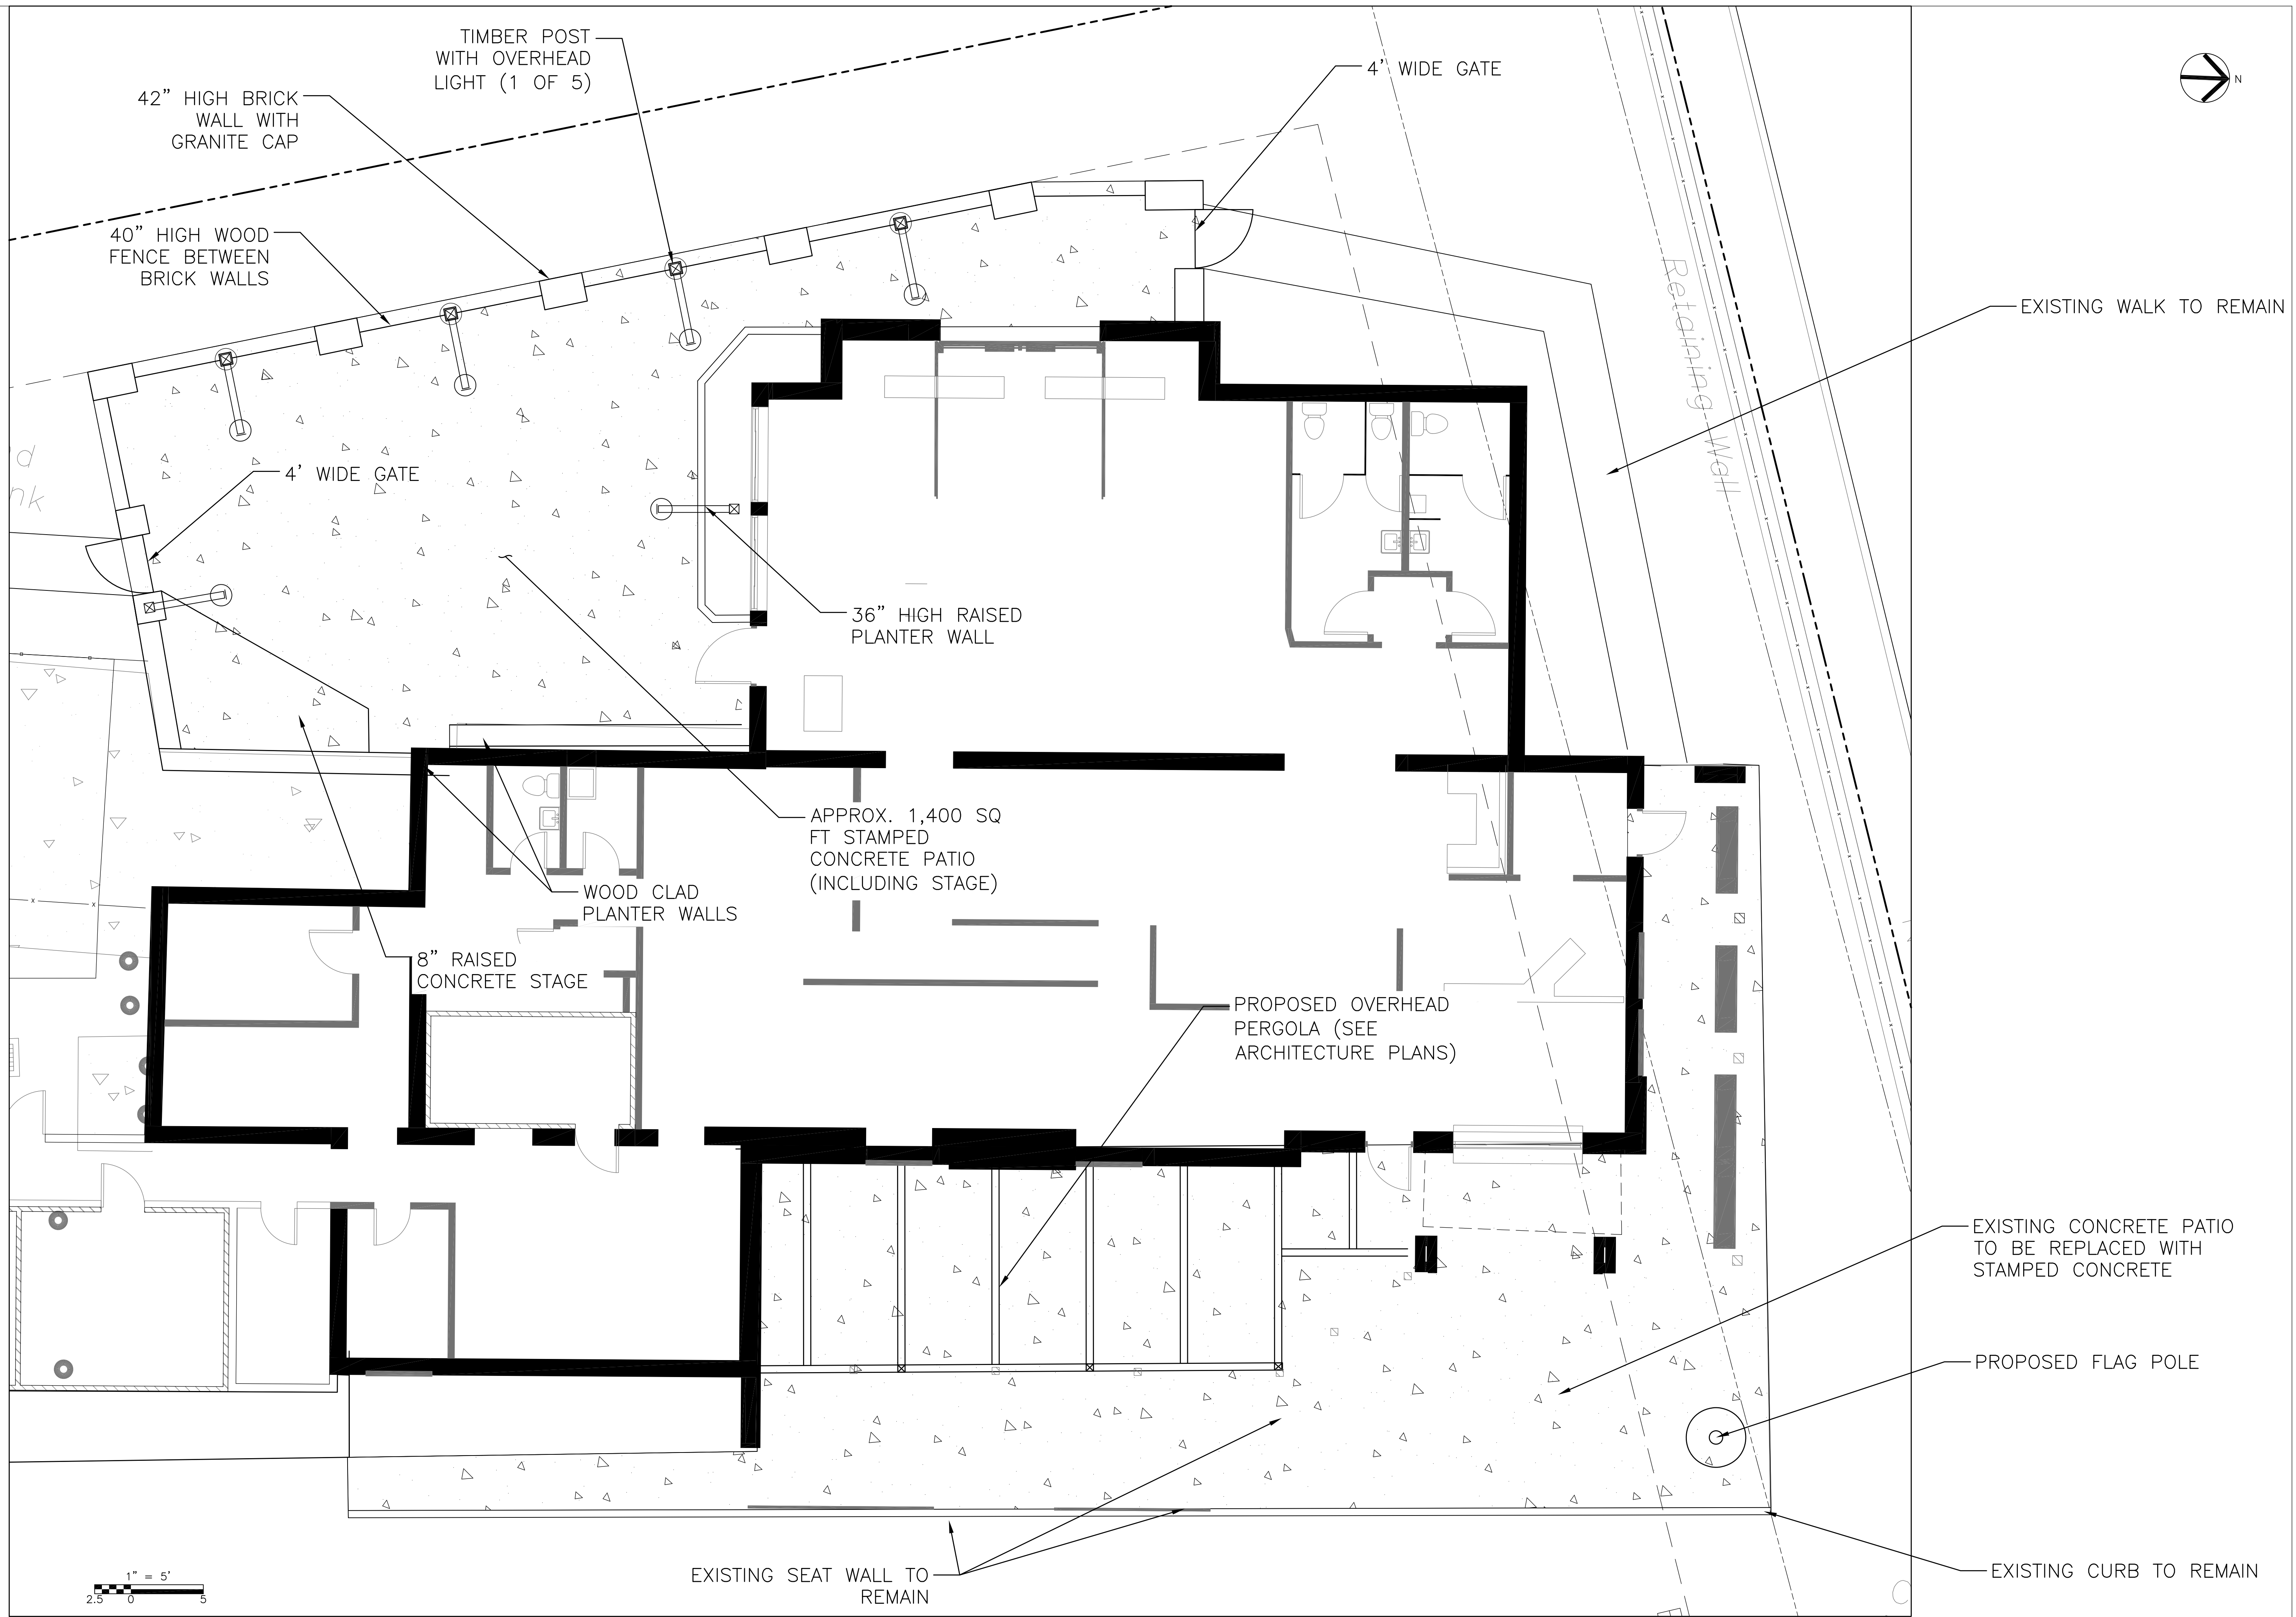 TIMBER POST
WITH OVERHEAD
LIGHT (1 OF 5)
4' WIDE GATE
N
42" HIGH BRICK
WALL WITH
GRANITE CAP
40" HIGH WOOD
FENCE BETWEEN
BRICK WALLS
EXISTING WALK TO REMAIN
Retaining Wall
4' WIDE GATE
d
nk
36" HIGH RAISED
PLANTER WALL
APPROX. 1,400 SQ
FT STAMPED
CONCRETE PATIO
(INCLUDING STAGE)
WOOD CLAD
PLANTER WALLS
8" RAISED
CONCRETE STAGE
PROPOSED OVERHEAD
PERGOLA (SEE
ARCHITECTURE PLANS)
EXISTING CONCRETE PATIO
TO BE REPLACED WITH
STAMPED CONCRETE
PROPOSED FLAG POLE
EXISTING SEAT WALL TO
REMAIN
EXISTING CURB TO REMAIN
1" = 5'
2.5 0 5